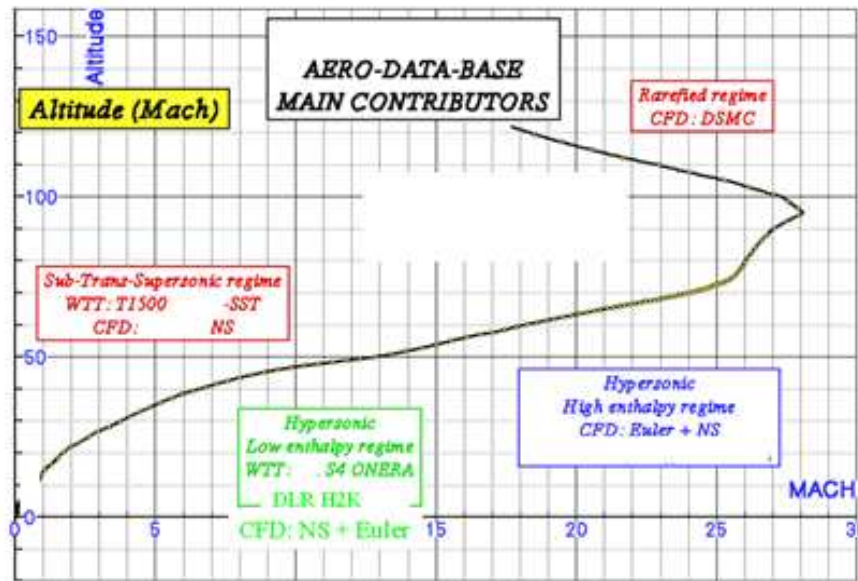 150
Altitude
AERO-DATA-BASE
MAIN CONTRIBUTORS
Altitude (Mach)
Rarefied regime
CFD: DSMC
100
Sub-Trans-Supersonic regime
WTT: T1500 -SST
CFD: NS
50
Hypersonic
High enthalpy regime
CFD: Euler + NS
Hypersonic
Low enthalpy regime
WTT: . S4 ONERA
DLR H2K
CFD: NS + Euler
MACH
0
0 5 15 20 25 3